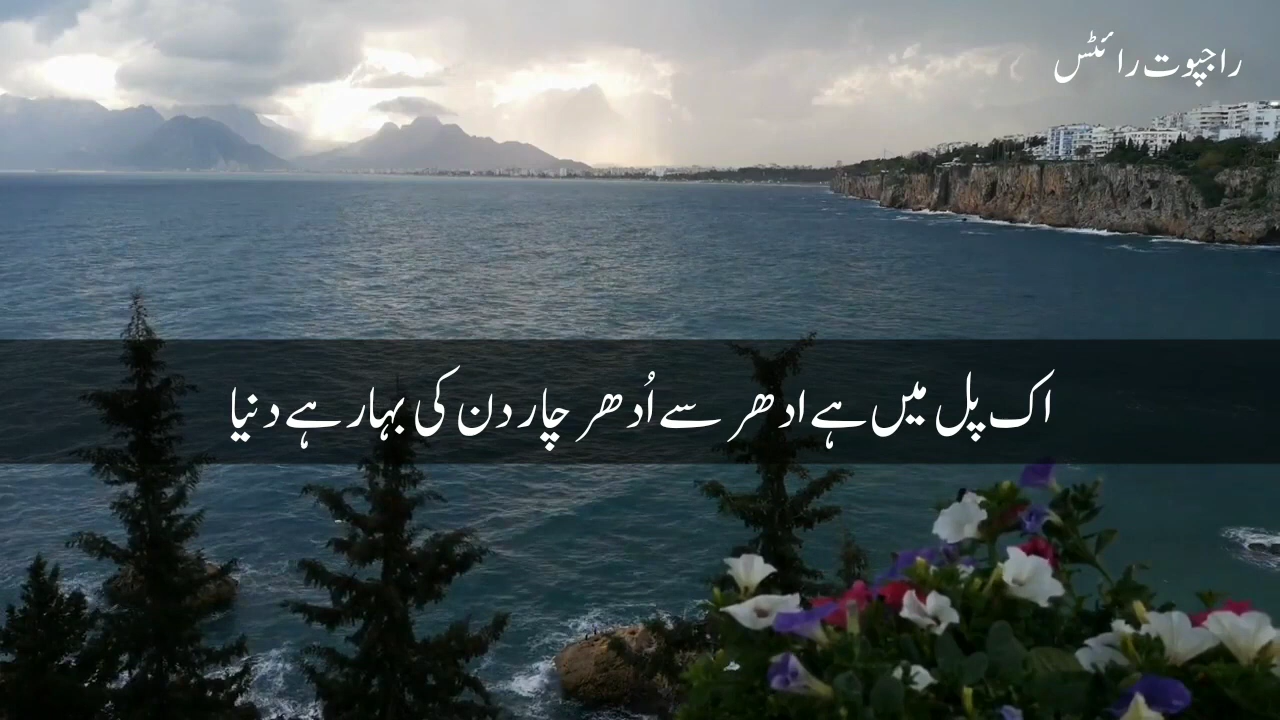 راجپوت رائٹس
اک پل میں ہے ادھر سے اُدھر چار دن کی بہار ہے دنیا